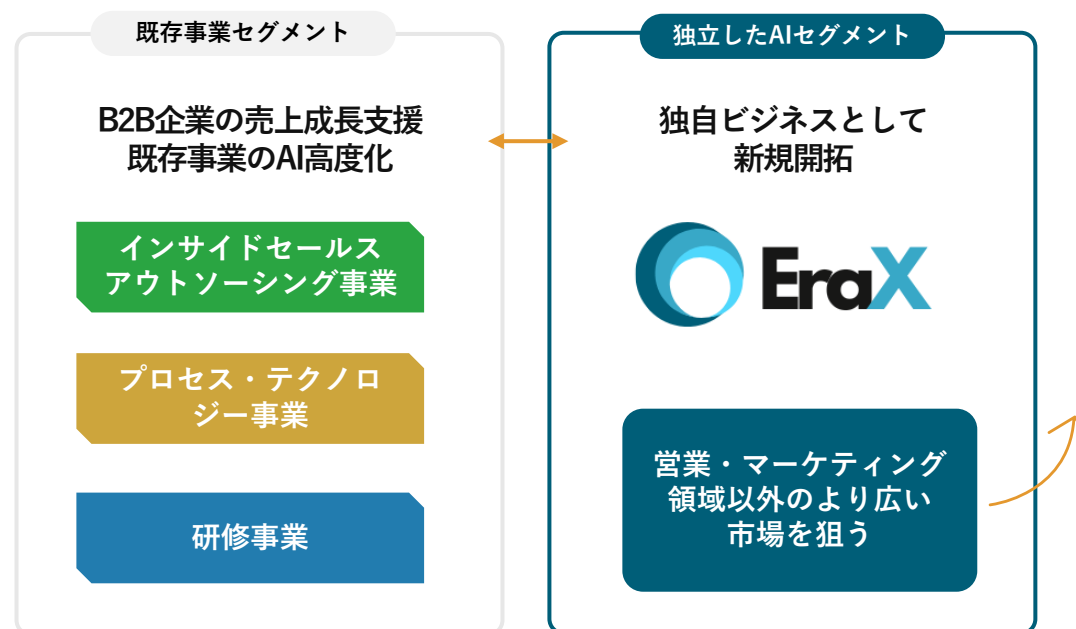 既存事業セグメント
B2B企業の売上成長支援
既存事業のAI高度化
インサイドセールス
アウトソーシング事業
プロセス・テクノロ
ジー事業
研修事業
独立したAIセグメント
独自ビジネスとして
新規開拓
EraX
営業・マーケティング
領域以外のより広い
市場を狙う